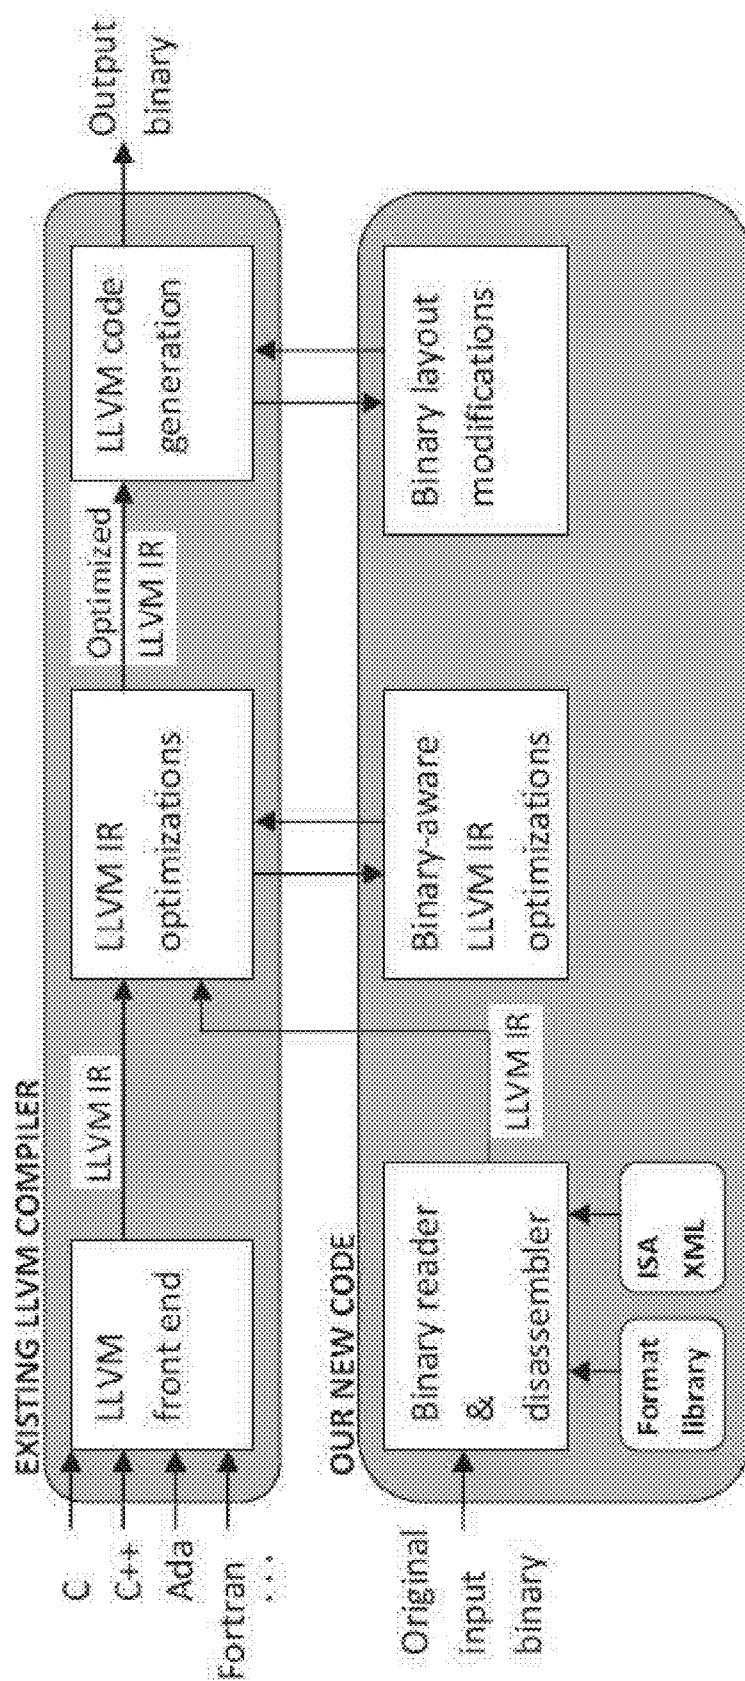 EXISTING LLVM COMPILER
C
C++
Ada
Fortran
...
LLVM
front end
LLVM IR
LLVM IR
optimizations
Optimized
LLVM IR
LLVM code
generation
Output
binary
OUR NEW CODE
Original
input
binary
Binary reader
&
disassembler
Format
library
ISA
XML
LLVM IR
Binary-aware
LLVM IR
optimizations
Binary layout
modifications